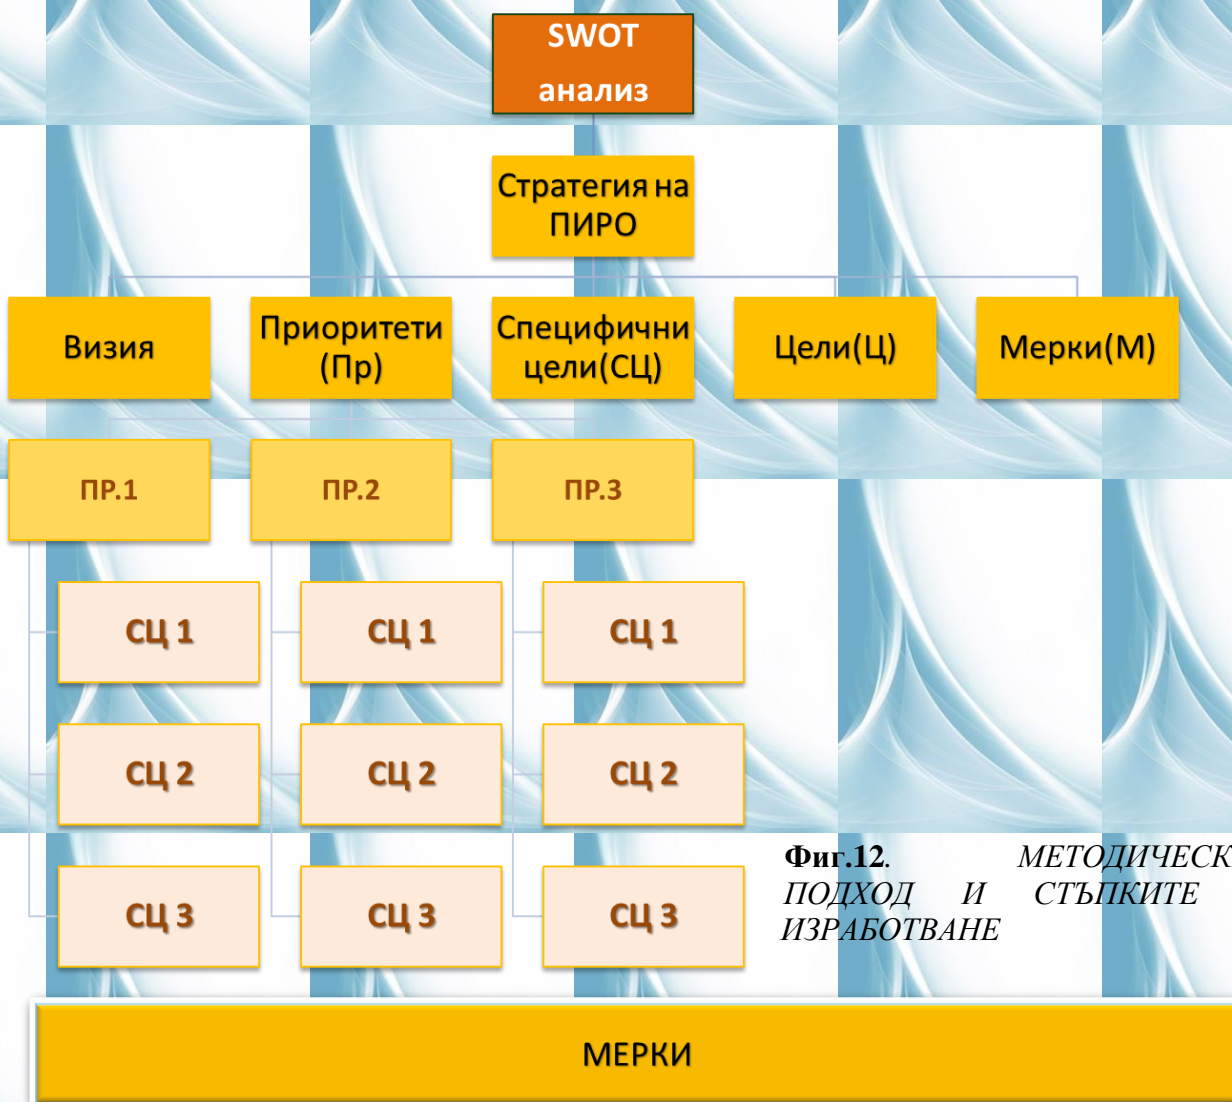 SWOT
анализ
Стратегия на
ПИРО
Визия
Приоритети
(Пр)
Специфични
цели(СЦ)
Цели(Ц)
Мерки(М)
ПР.1
ПР.2
ПР.3
СЦ 1
СЦ 1
СЦ 1
СЦ 2
СЦ 2
СЦ 2
СЦ 3
СЦ 3
СЦ 3
Фиг.12. МЕТОДИЧЕСК
ПОДХОД И СТЪПКИТЕ
ИЗРАБОТВАНЕ
МЕРКИ